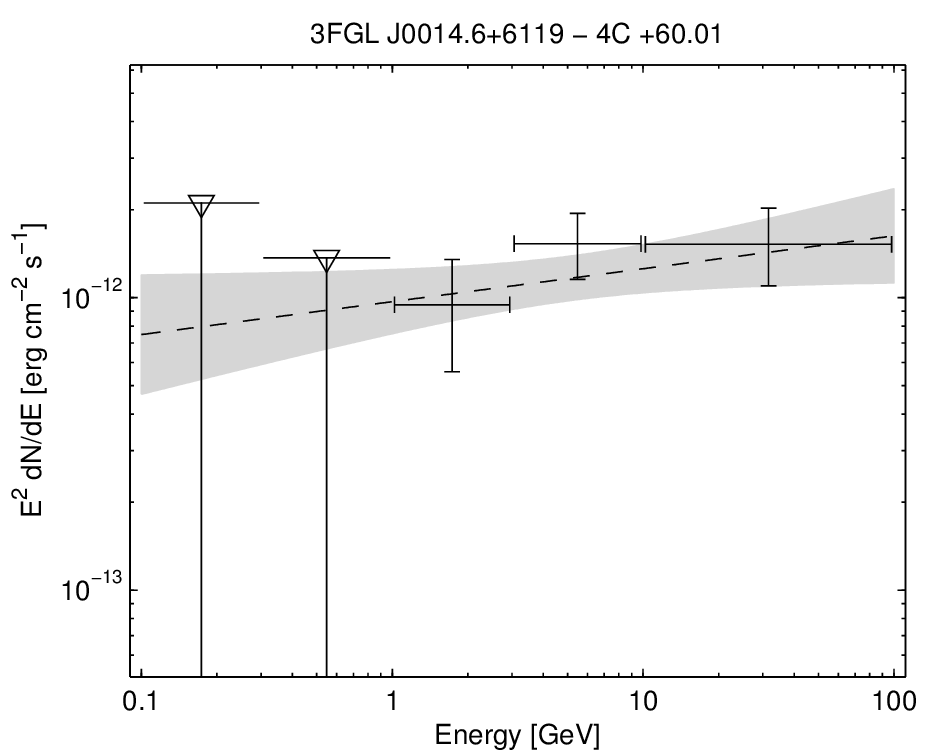 3FGL J0014.6+6119 − 4C +60.01
E² dN/dE [erg cm⁻² s⁻¹]
10⁻¹²
10⁻¹³
0.1 1 10 100
Energy [GeV]